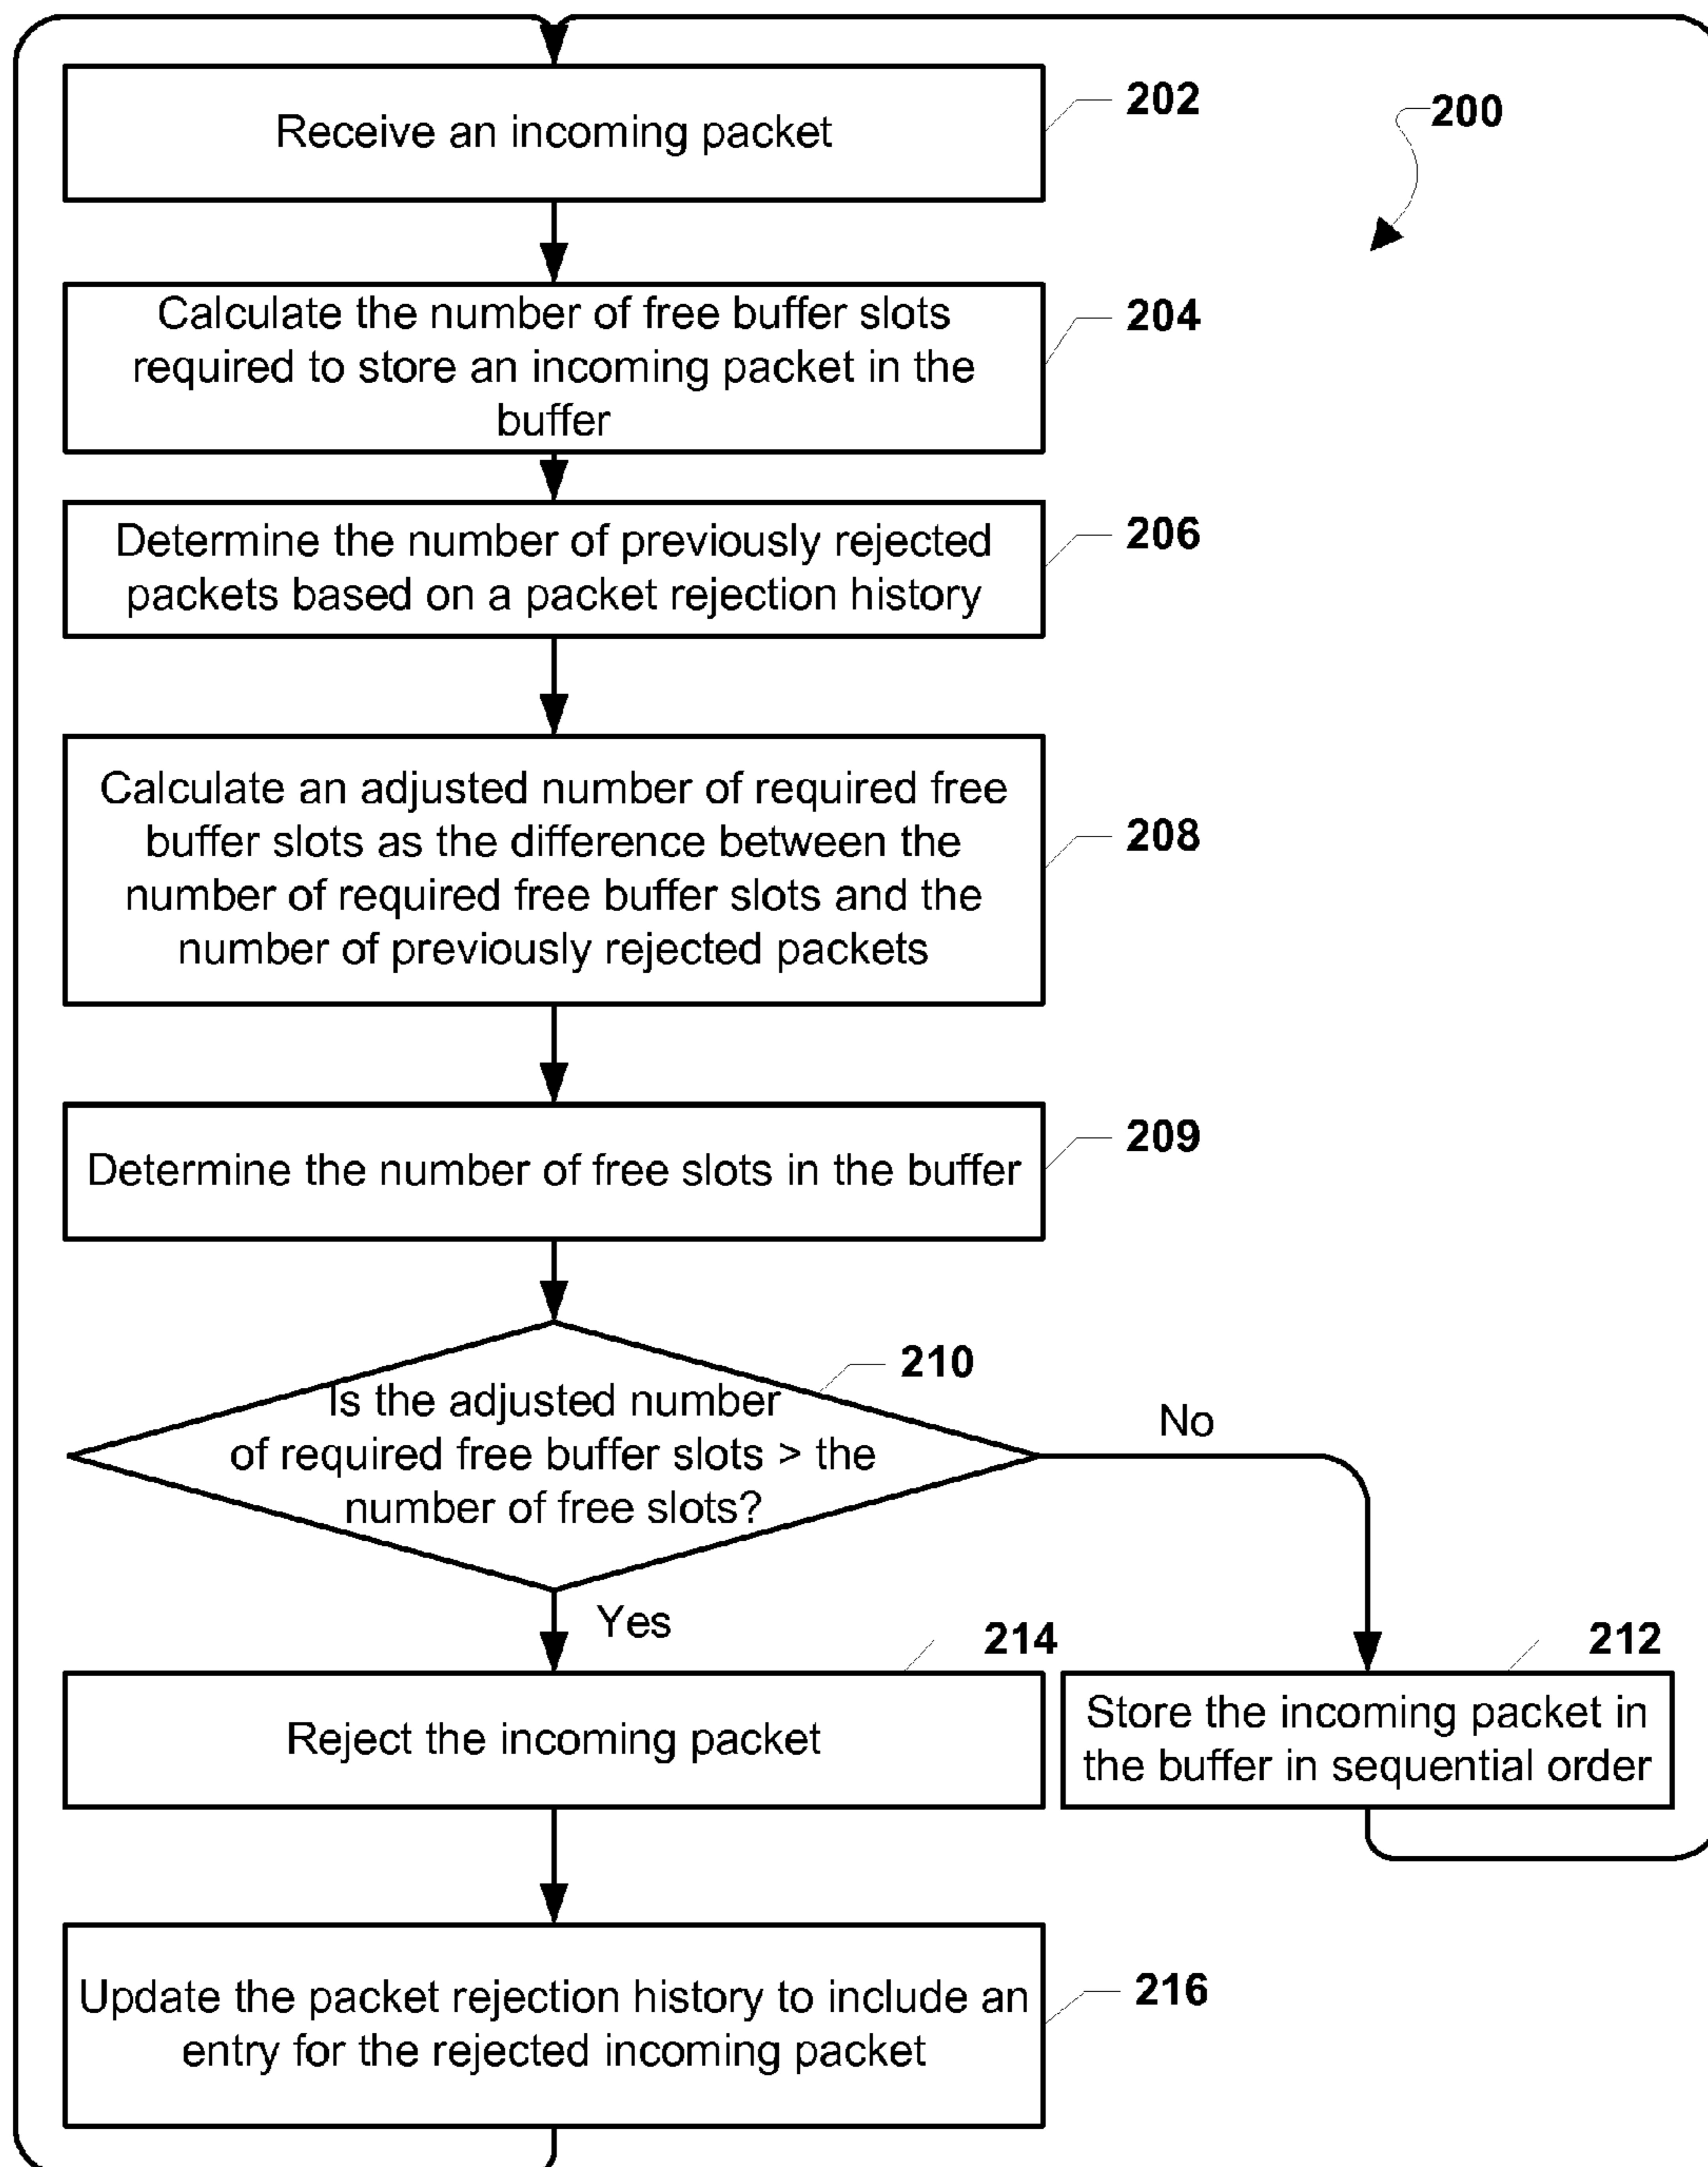 Receive an incoming packet
202
200
Calculate the number of free buffer slots
required to store an incoming packet in the
buffer
204
Determine the number of previously rejected
packets based on a packet rejection history
206
Calculate an adjusted number of required free
buffer slots as the difference between the
number of required free buffer slots and the
number of previously rejected packets
208
Determine the number of free slots in the buffer
209
210
Is the adjusted number
of required free buffer slots > the
number of free slots?
No
Yes
214
212
Reject the incoming packet
Store the incoming packet in
the buffer in sequential order
Update the packet rejection history to include an
entry for the rejected incoming packet
216